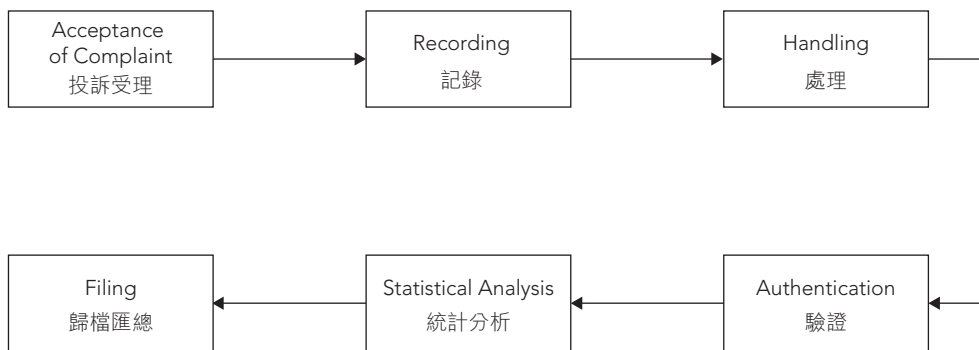 Acceptance
of Complaint
投訴受理
Recording
記錄
Handling
處理
Authentication
驗證
Statistical Analysis
統計分析
Filing
歸檔匯總